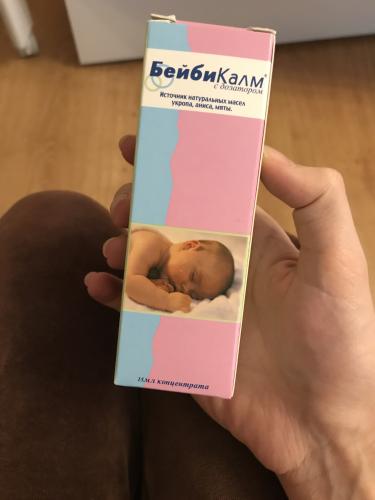 БейбиКалм®
с дозатором
Источник натуральных масел
укропа, аниса, мяты.
15мл концентрата